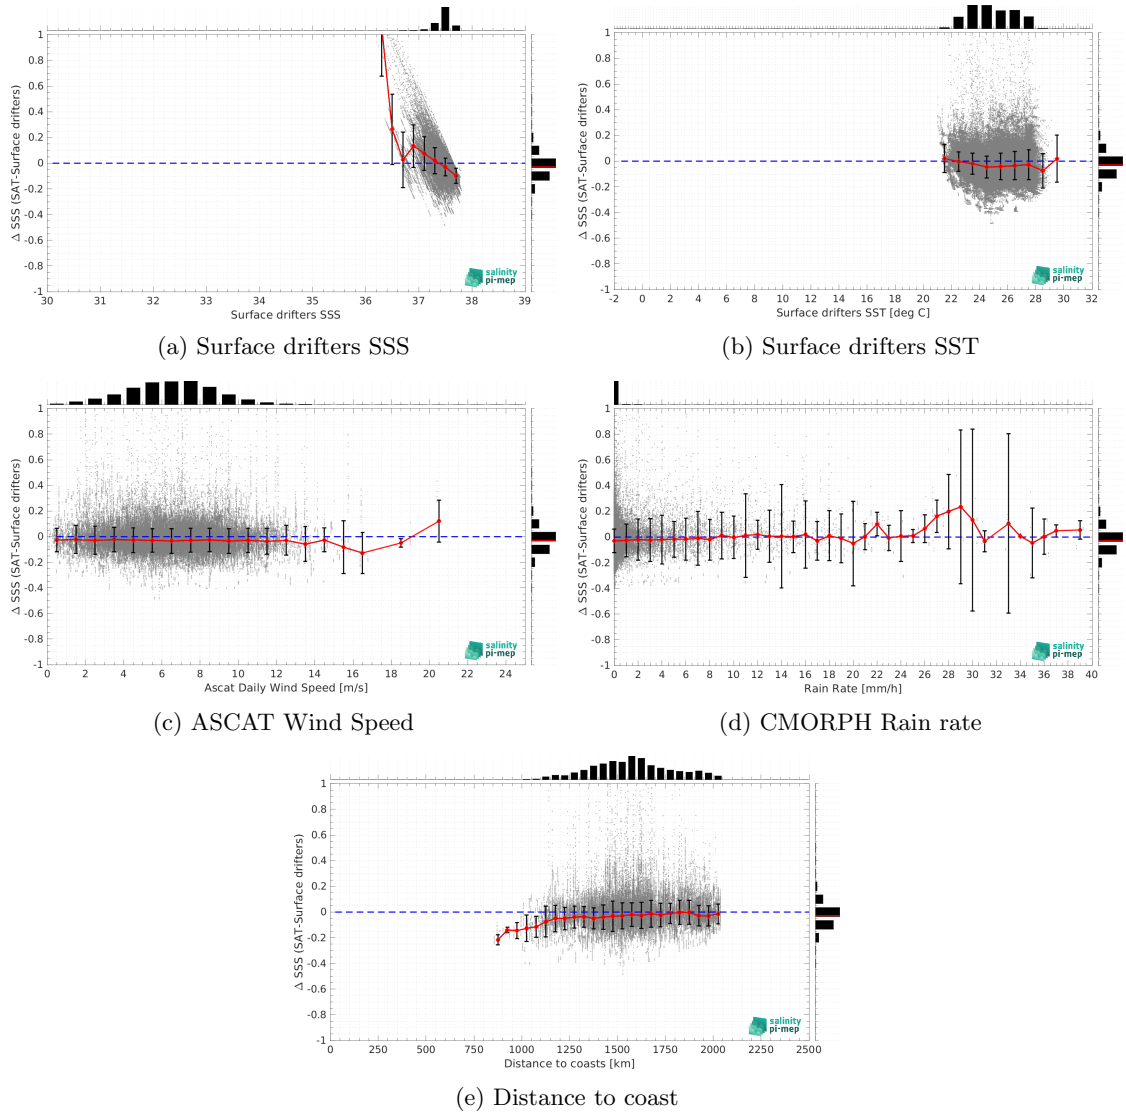 1
0.8
0.6
0.4
0.2
0
-0.2
-0.4
-0.6
-0.8
-1
Δ SSS (SAT-Surface drifters)
salinity
pi-mep
30 31 32 33 34 35 36 37 38 39
Surface drifters SSS
(a) Surface drifters SSS
1
0.8
0.6
0.4
0.2
0
-0.2
-0.4
-0.6
-0.8
-1
Δ SSS (SAT-Surface drifters)
salinity
pi-mep
-2 0 2 4 6 8 10 12 14 16 18 20 22 24 26 28 30 32
Surface drifters SST [deg C]
(b) Surface drifters SST
1
0.8
0.6
0.4
0.2
0
-0.2
-0.4
-0.6
-0.8
-1
Δ SSS (SAT-Surface drifters)
salinity
pi-mep
0 2 4 6 8 10 12 14 16 18 20 22 24
Ascat Daily Wind Speed [m/s]
(c) ASCAT Wind Speed
1
0.8
0.6
0.4
0.2
0
-0.2
-0.4
-0.6
-0.8
-1
Δ SSS (SAT-Surface drifters)
salinity
pi-mep
0 2 4 6 8 10 12 14 16 18 20 22 24 26 28 30 32 34 36 38 40
Rain Rate [mm/h]
(d) CMORPH Rain rate
1
0.8
0.6
0.4
0.2
0
-0.2
-0.4
-0.6
-0.8
-1
Δ SSS (SAT-Surface drifters)
salinity
pi-mep
0 250 500 750 1000 1250 1500 1750 2000 2250 2500
Distance to coasts [km]
(e) Distance to coast